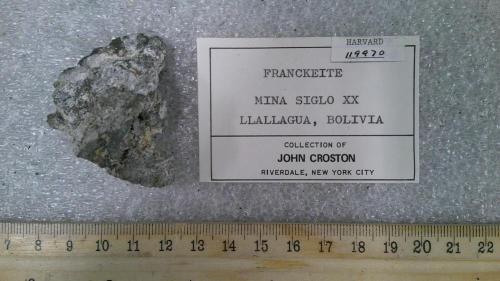 HARVARD
119970
FRANCKEITE
MINA SIGLO XX
LLALLAGUA, BOLIVIA
COLLECTION OF
JOHN CROSTON
RIVERDALE, NEW YORK CITY
7 8 9 10 11 12 13 14 15 16 17 18 19 20 21 22